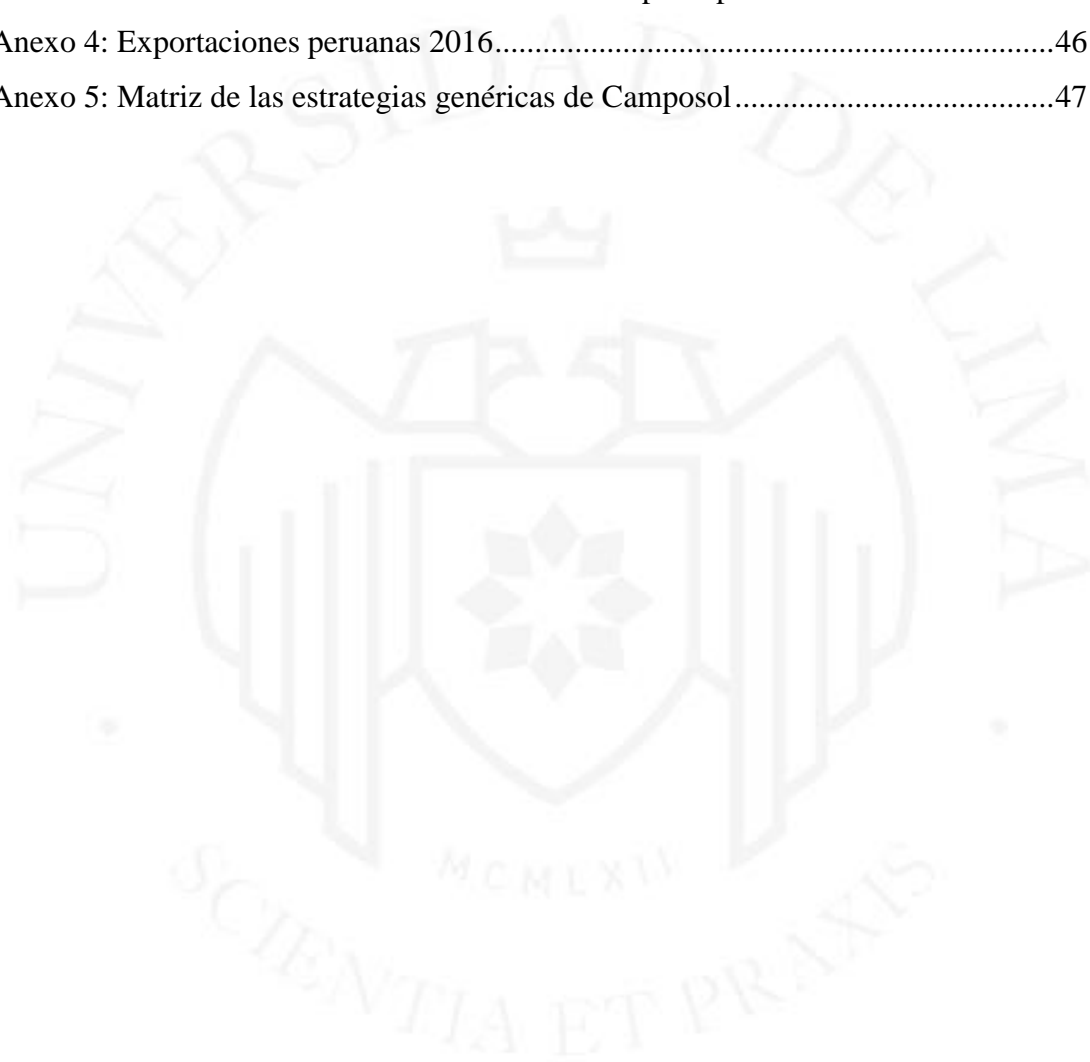 Anexo 4: Exportaciones peruanas 2016......................................................................46
Anexo 5: Matriz de las estrategias genéricas de Camposol........................................47
UNIVERSIDAD DE LIMA
MCMLXII
SCIENTIA ET PRAXIS